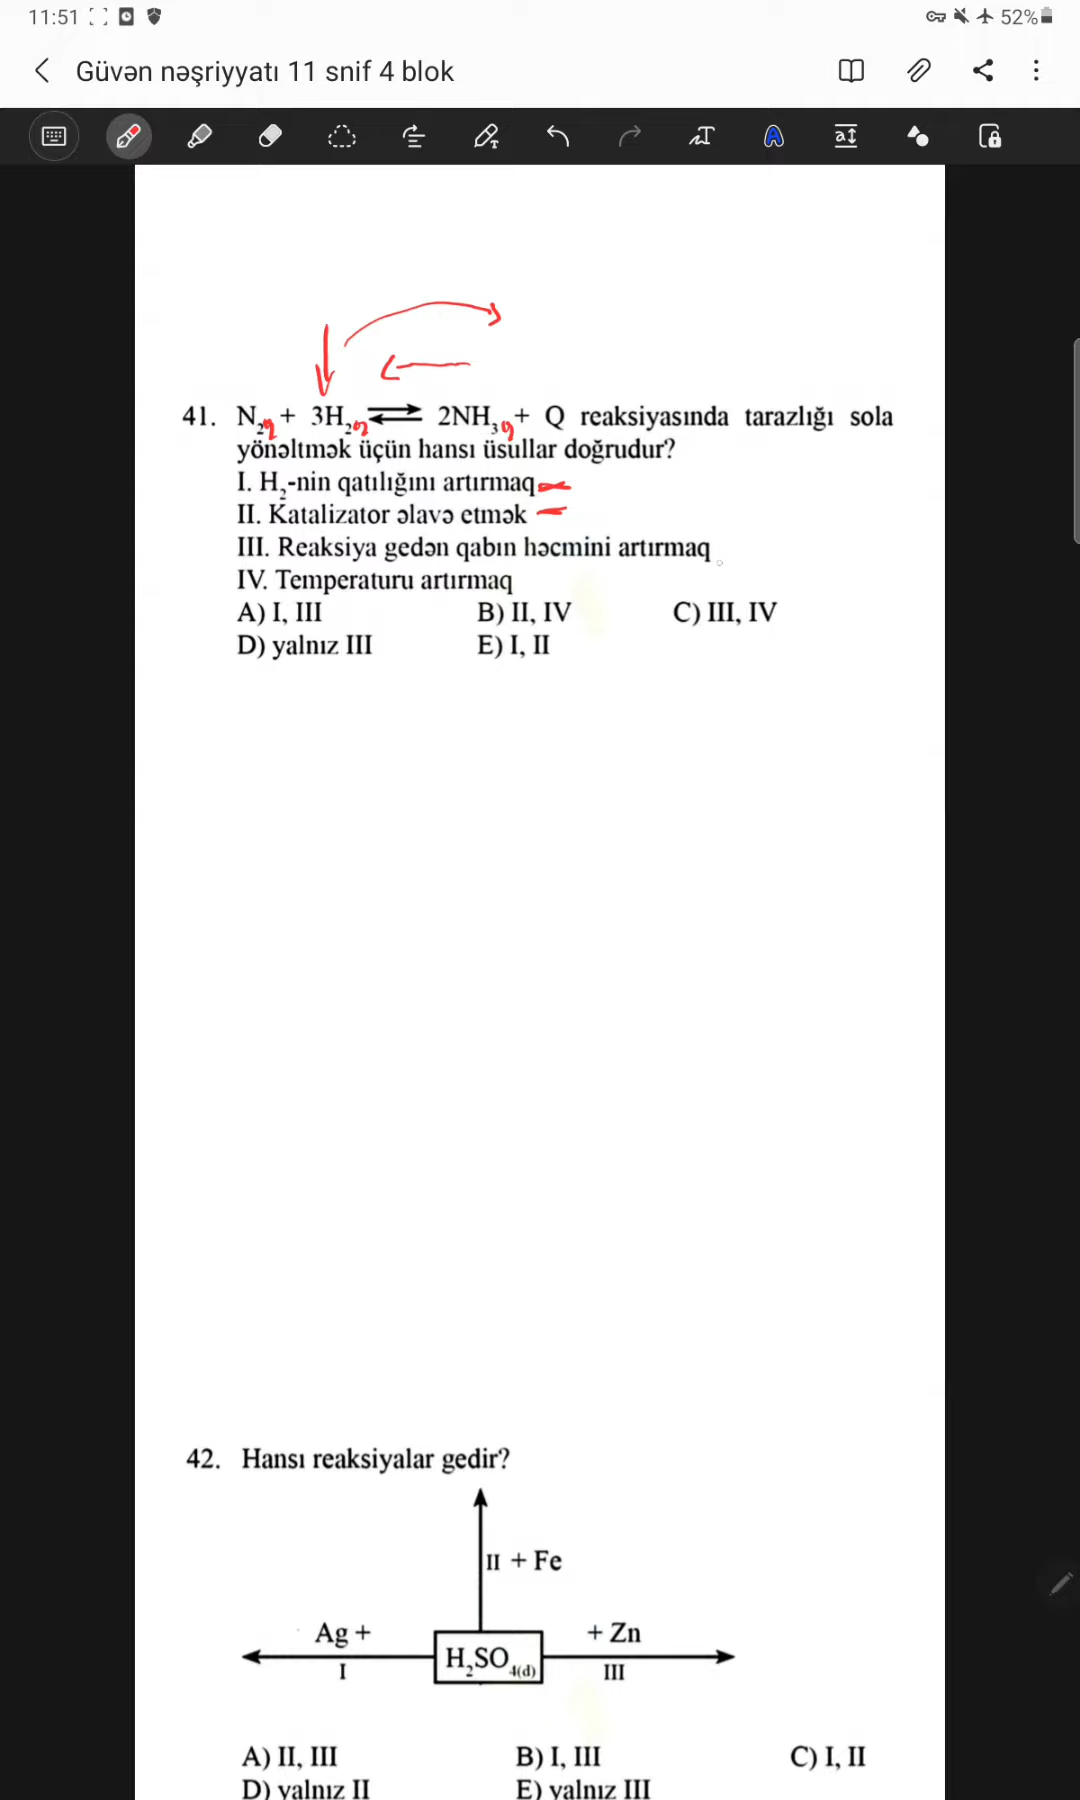 11:51
52%
Güvən nəşriyyatı 11 snif 4 blok
41. N₂q + 3H₂q ⇄ 2NH₃q + Q reaksiyasında tarazlığı sola
yönəltmək üçün hansı üsullar doğrudur?
I. H₂-nin qatılığını artırmaq
II. Katalizator əlavə etmək
III. Reaksiya gedən qabın həcmini artırmaq
IV. Temperaturu artırmaq
A) I, III B) II, IV C) III, IV
D) yalnız III E) I, II
42. Hansı reaksiyalar gedir?
II + Fe
Ag + + Zn
H₂SO₄(d)
I III
A) II, III B) I, III C) I, II
D) yalnız II E) yalnız III